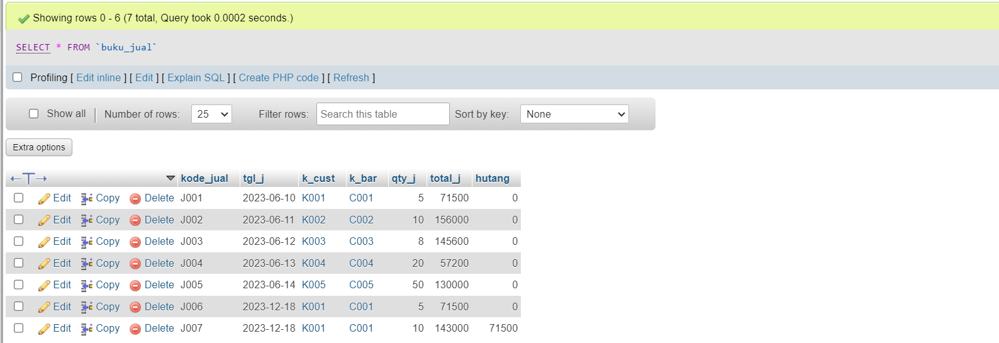 Showing rows 0 - 6 (7 total, Query took 0.0002 seconds.)
SELECT * FROM `buku_jual`
Profiling [ Edit inline ] [ Edit ] [ Explain SQL ] [ Create PHP code ] [ Refresh ]
Show all | Number of rows: 25 Filter rows: Search this table Sort by key: None
Extra options
←T→ kode_jual tgl_j k_cust k_bar qty_j total_j hutang
Edit Copy Delete J001 2023-06-10 K001 C001 5 71500 0
Edit Copy Delete J002 2023-06-11 K002 C002 10 156000 0
Edit Copy Delete J003 2023-06-12 K003 C003 8 145600 0
Edit Copy Delete J004 2023-06-13 K004 C004 20 57200 0
Edit Copy Delete J005 2023-06-14 K005 C005 50 130000 0
Edit Copy Delete J006 2023-12-18 K001 C001 5 71500 0
Edit Copy Delete J007 2023-12-18 K001 C001 10 143000 71500